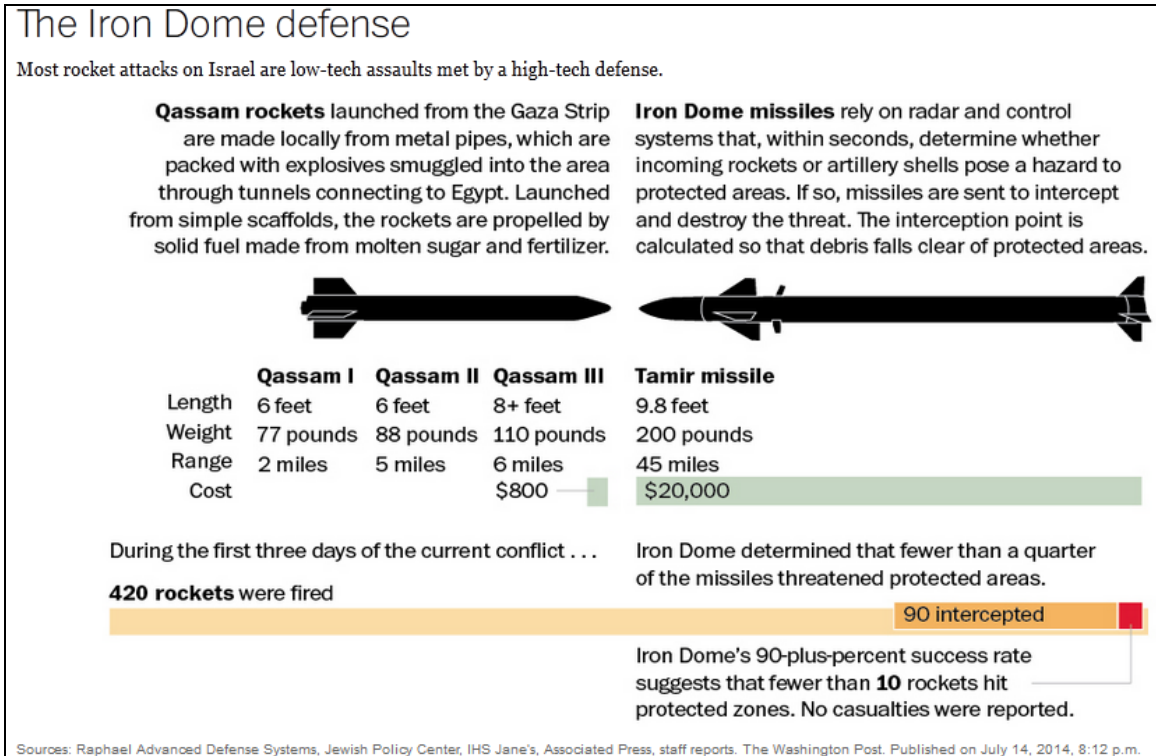 The Iron Dome defense
Most rocket attacks on Israel are low-tech assaults met by a high-tech defense.
Qassam rockets launched from the Gaza Strip
are made locally from metal pipes, which are
packed with explosives smuggled into the area
through tunnels connecting to Egypt. Launched
from simple scaffolds, the rockets are propelled by
solid fuel made from molten sugar and fertilizer.
Iron Dome missiles rely on radar and control
systems that, within seconds, determine whether
incoming rockets or artillery shells pose a hazard to
protected areas. If so, missiles are sent to intercept
and destroy the threat. The interception point is
calculated so that debris falls clear of protected areas.
Qassam I Qassam II Qassam III Tamir missile
Length 6 feet 6 feet 8+ feet 9.8 feet
Weight 77 pounds 88 pounds 110 pounds 200 pounds
Range 2 miles 5 miles 6 miles 45 miles
Cost $800 $20,000
During the first three days of the current conflict . . .
420 rockets were fired
Iron Dome determined that fewer than a quarter
of the missiles threatened protected areas.
90 intercepted
Iron Dome's 90-plus-percent success rate
suggests that fewer than 10 rockets hit
protected zones. No casualties were reported.
Sources: Raphael Advanced Defense Systems, Jewish Policy Center, IHS Jane's, Associated Press, staff reports. The Washington Post. Published on July 14, 2014, 8:12 p.m.